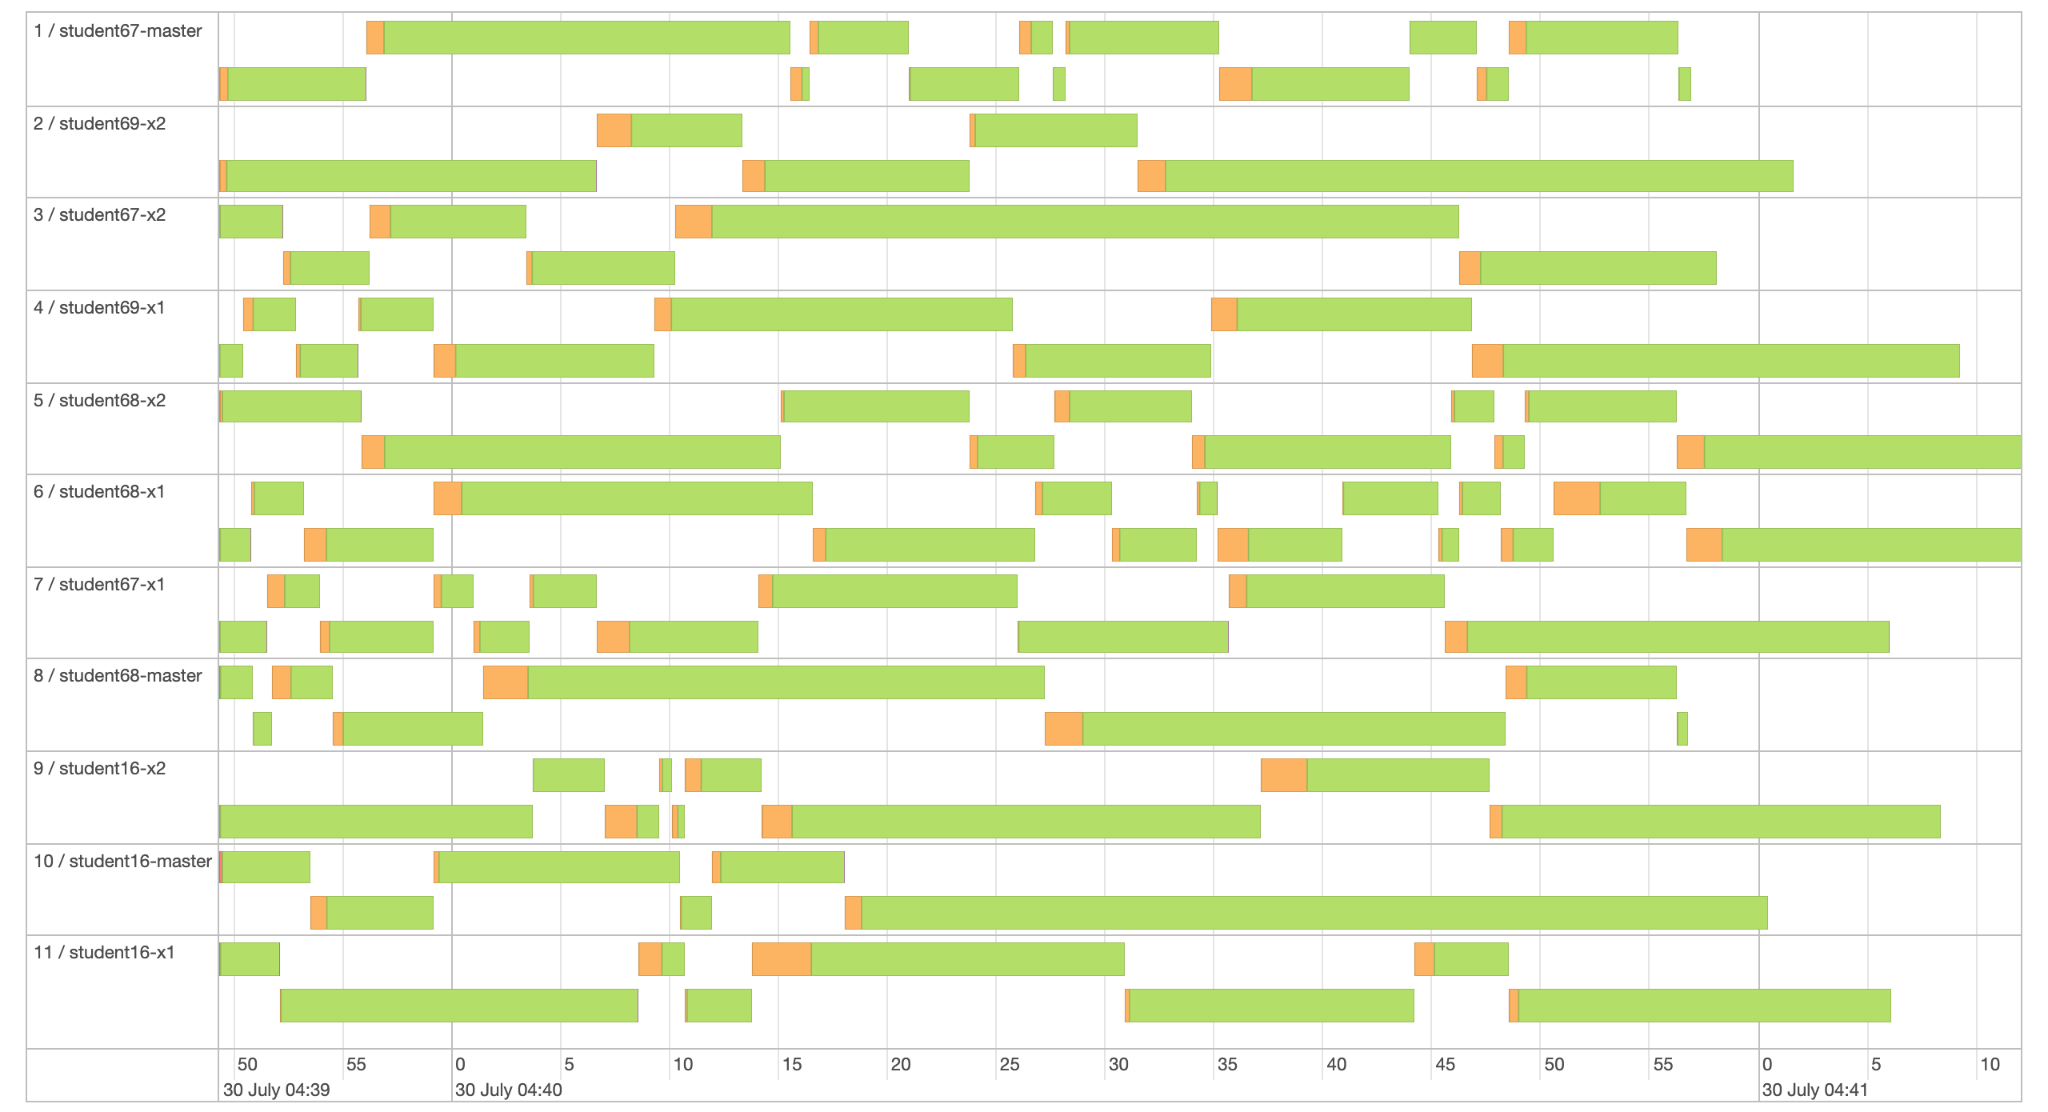 1 / student67-master
2 / student69-x2
3 / student67-x2
4 / student69-x1
5 / student68-x2
6 / student68-x1
7 / student67-x1
8 / student68-master
9 / student16-x2
10 / student16-master
11 / student16-x1
50 55 0 5 10 15 20 25 30 35 40 45 50 55 0 5 10
30 July 04:39 30 July 04:40 30 July 04:41